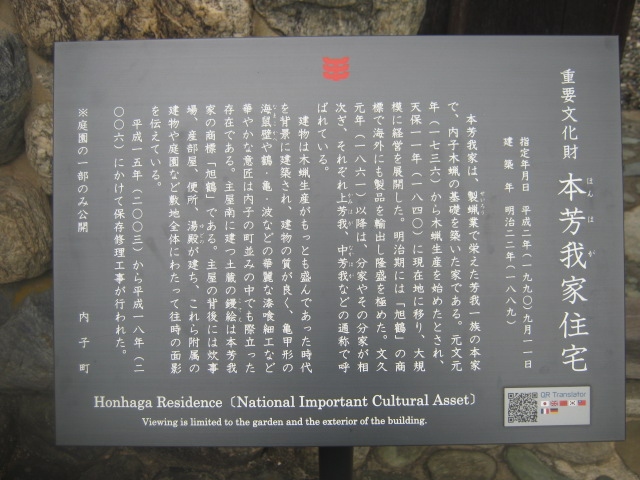 重要文化財 本芳我家住宅
ほんはが
指定年月日 平成二年(一九九〇)九月一一日
建築年 明治二二年(一八八九)
本芳我家は、製蠟業で栄えた芳我一族の本家
せいろう
で、内子木蠟の基礎を築いた家である。元文元
年(一七三六)から木蠟生産を始めたとされ、
天保一一年(一八四〇)に現在地に移り、大規
模に経営を展開した。明治期には「旭鶴」の商
標で海外にも製品を輸出し隆盛を極めた。文久
元年(一八六一)以降は、分家やその分家が相
次ぎ、それぞれ上芳我、中芳我などの通称で呼
ばれている。
建物は木蠟生産がもっとも盛んであった時代
を背景に建築され、建物の質が良く、亀甲形の
海鼠壁や鶴・亀・波などの華麗な漆喰細工など
華やかな意匠は内子の町並みの中でも際立った
存在である。主屋南に建つ土蔵の鏝絵は本芳我
家の商標「旭鶴」である。主屋の背後には炊事
場、産部屋、便所、湯殿が建ち、これら附属の
建物や庭園など敷地全体にわたって往時の面影
を伝えている。
平成一五年(二〇〇三)から平成一八年(二
〇〇六)にかけて保存修理工事が行われた。
※庭園の一部のみ公開
内子町
Honhaga Residence〔National Important Cultural Asset〕
Viewing is limited to the garden and the exterior of the building.
QR Translator